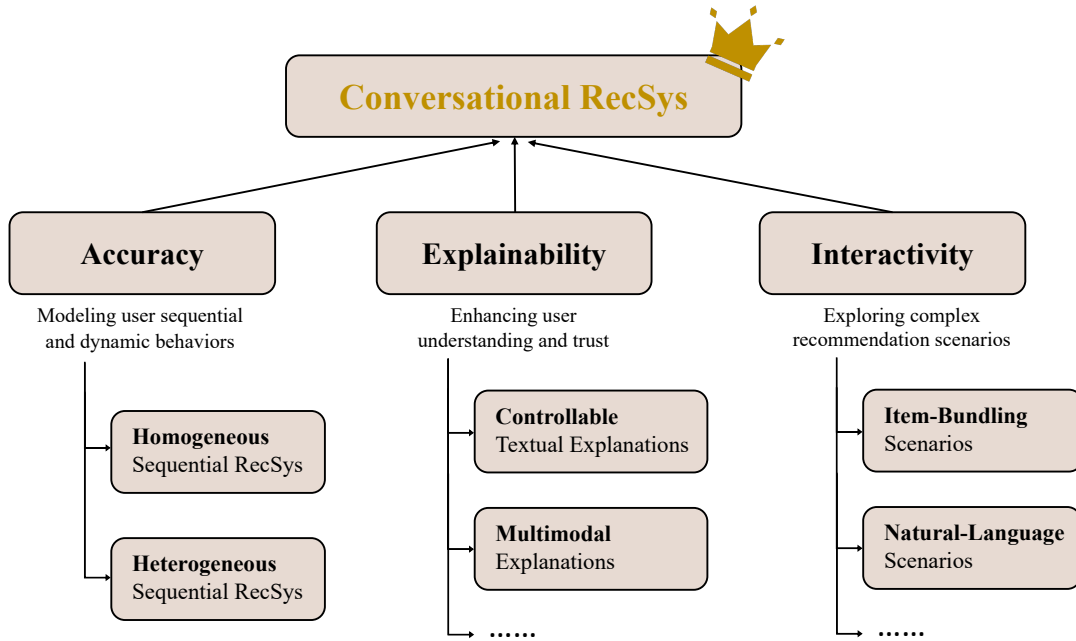 Conversational RecSys
Accuracy
Modeling user sequential
and dynamic behaviors
Homogeneous
Sequential RecSys
Heterogeneous
Sequential RecSys
Explainability
Enhancing user
understanding and trust
Controllable
Textual Explanations
Multimodal
Explanations
……
Interactivity
Exploring complex
recommendation scenarios
Item-Bundling
Scenarios
Natural-Language
Scenarios
……